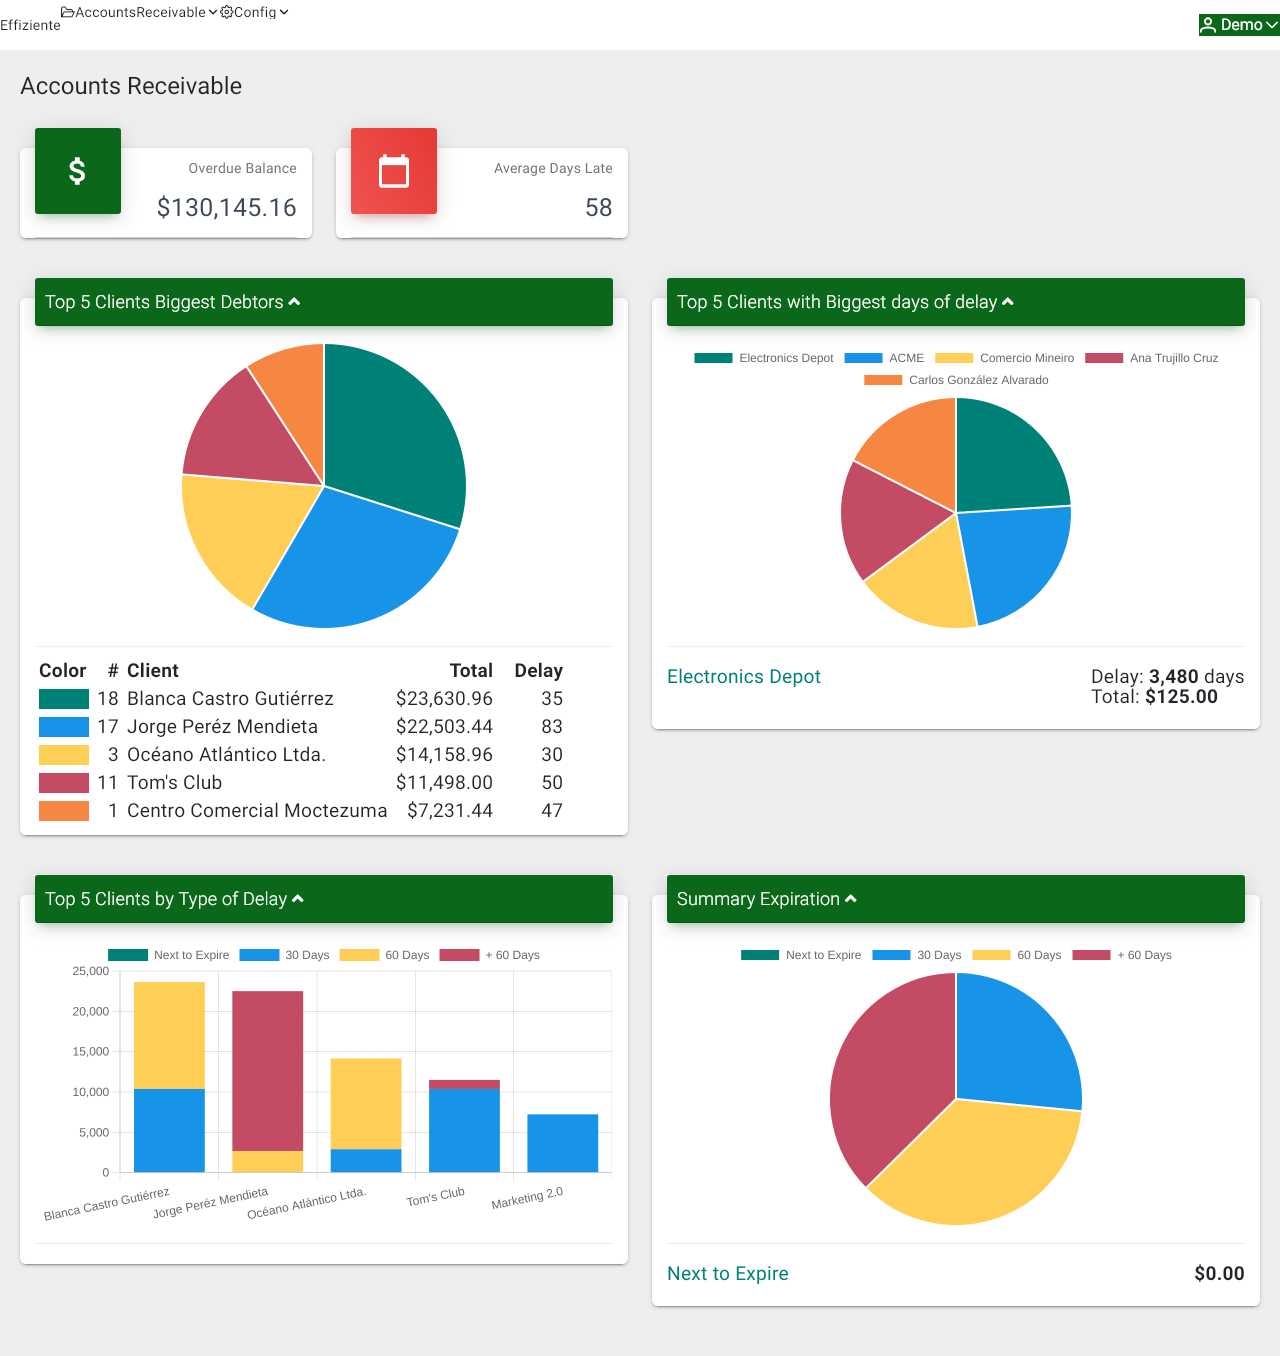 Effiziente
AccountsReceivable Config
Demo
Accounts Receivable
Overdue Balance
$130,145.16
Average Days Late
58
Top 5 Clients Biggest Debtors
Color # Client Total Delay
18 Blanca Castro Gutiérrez $23,630.96 35
17 Jorge Peréz Mendieta $22,503.44 83
3 Océano Atlántico Ltda. $14,158.96 30
11 Tom's Club $11,498.00 50
1 Centro Comercial Moctezuma $7,231.44 47
Top 5 Clients with Biggest days of delay
Electronics Depot ACME Comercio Mineiro Ana Trujillo Cruz
Carlos González Alvarado
Electronics Depot Delay: 3,480 days
Total: $125.00
Top 5 Clients by Type of Delay
Next to Expire 30 Days 60 Days + 60 Days
25,000
20,000
15,000
10,000
5,000
0
Blanca Castro Gutiérrez
Jorge Peréz Mendieta
Océano Atlántico Ltda.
Tom's Club
Marketing 2.0
Summary Expiration
Next to Expire 30 Days 60 Days + 60 Days
Next to Expire $0.00